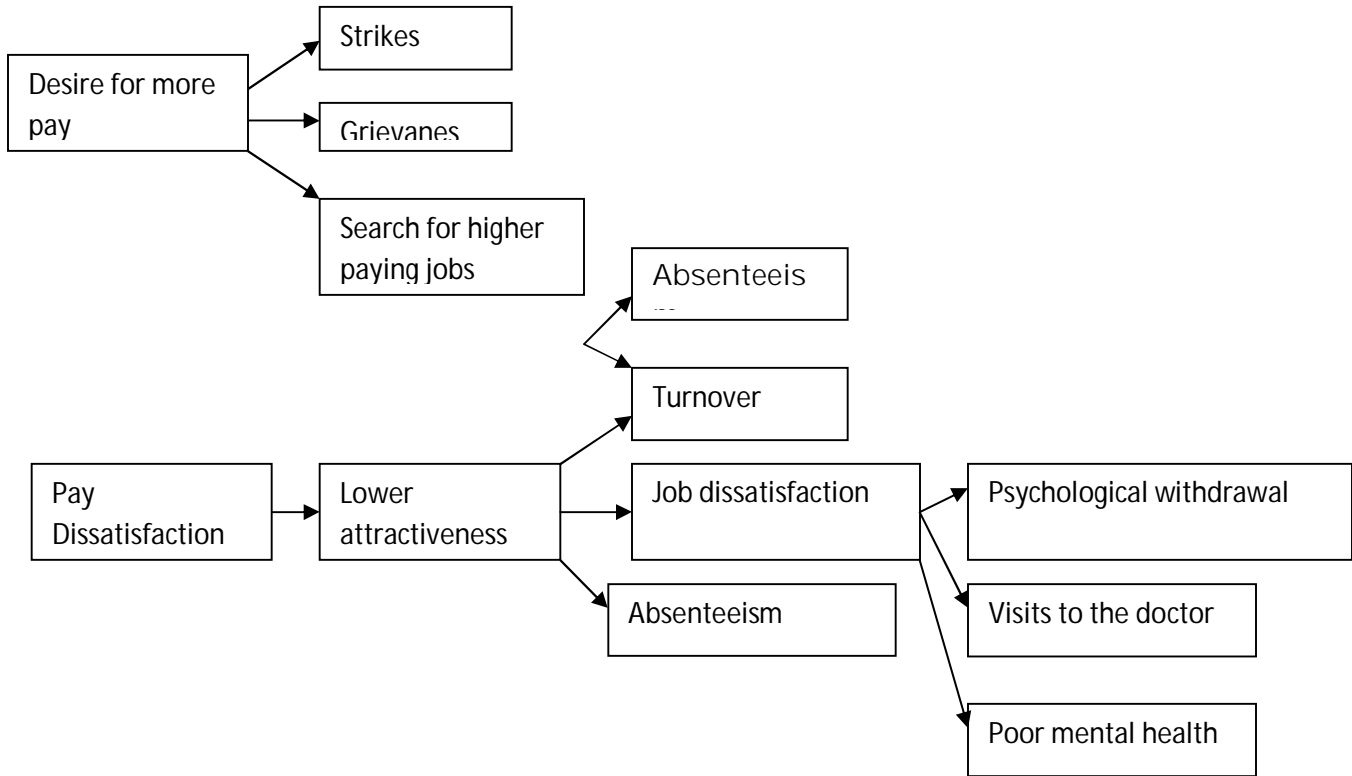 Strikes
Desire for more
pay
Grievanes
Search for higher
paying jobs
Absenteeis
Turnover
Pay
Dissatisfaction
Lower
attractiveness
Job dissatisfaction
Psychological withdrawal
Absenteeism
Visits to the doctor
Poor mental health